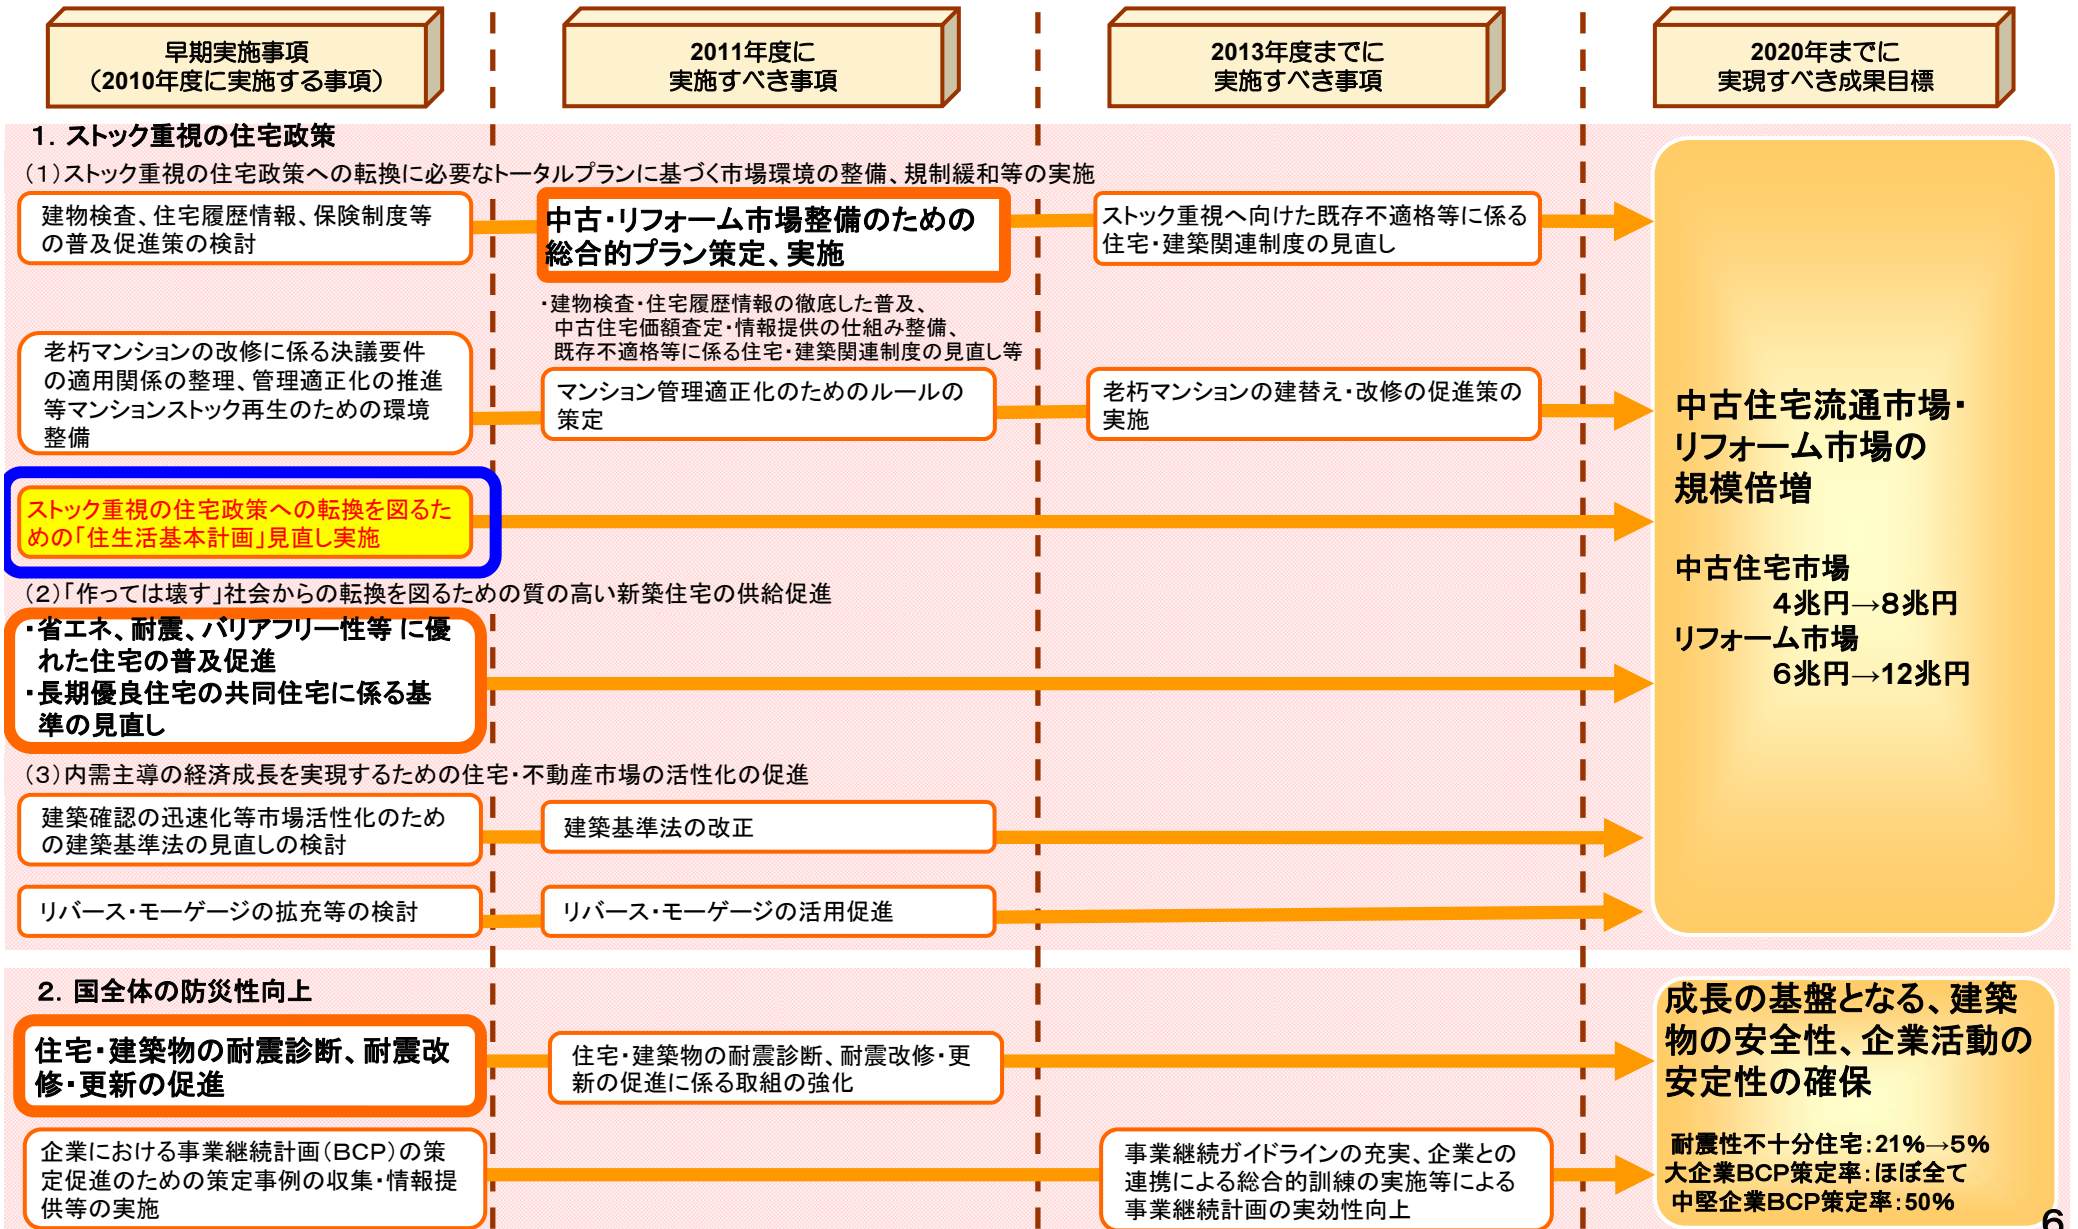 早期実施事項
（2010年度に実施する事項）
2011年度に
実施すべき事項
2013年度までに
実施すべき事項
2020年までに
実現すべき成果目標
１．ストック重視の住宅政策
（１）ストック重視の住宅政策への転換に必要なトータルプランに基づく市場環境の整備、規制緩和等の実施
建物検査、住宅履歴情報、保険制度等
の普及促進策の検討
中古・リフォーム市場整備のための
総合的プラン策定、実施
ストック重視へ向けた既存不適格等に係る
住宅・建築関連制度の見直し
・建物検査・住宅履歴情報の徹底した普及、
中古住宅価額査定・情報提供の仕組み整備、
既存不適格等に係る住宅・建築関連制度の見直し等
老朽マンションの改修に係る決議要件
の適用関係の整理、管理適正化の推進
等マンションストック再生のための環境
整備
マンション管理適正化のためのルールの
策定
老朽マンションの建替え・改修の促進策の
実施
ストック重視の住宅政策への転換を図るた
めの「住生活基本計画」見直し実施
（２）「作っては壊す」社会からの転換を図るための質の高い新築住宅の供給促進
・省エネ、耐震、バリアフリー性等 に優
れた住宅の普及促進
・長期優良住宅の共同住宅に係る基
準の見直し
（３）内需主導の経済成長を実現するための住宅・不動産市場の活性化の促進
建築確認の迅速化等市場活性化のため
の建築基準法の見直しの検討
建築基準法の改正
リバース・モーゲージの拡充等の検討
リバース・モーゲージの活用促進
中古住宅流通市場・
リフォーム市場の
規模倍増
中古住宅市場
４兆円→８兆円
リフォーム市場
６兆円→12兆円
２．国全体の防災性向上
住宅・建築物の耐震診断、耐震改
修・更新の促進
住宅・建築物の耐震診断、耐震改修・更
新の促進に係る取組の強化
企業における事業継続計画（BCP）の策
定促進のための策定事例の収集・情報提
供等の実施
事業継続ガイドラインの充実、企業との
連携による総合的訓練の実施等による
事業継続計画の実効性向上
成長の基盤となる、建築
物の安全性、企業活動の
安定性の確保
耐震性不十分住宅：21%→5%
大企業BCP策定率：ほぼ全て
中堅企業BCP策定率：50%
6